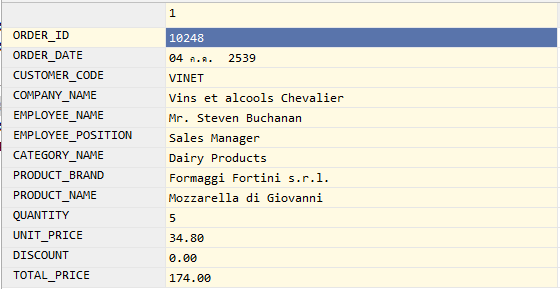 1
ORDER_ID 10248
ORDER_DATE 04 ก.ค. 2539
CUSTOMER_CODE VINET
COMPANY_NAME Vins et alcools Chevalier
EMPLOYEE_NAME Mr. Steven Buchanan
EMPLOYEE_POSITION Sales Manager
CATEGORY_NAME Dairy Products
PRODUCT_BRAND Formaggi Fortini s.r.l.
PRODUCT_NAME Mozzarella di Giovanni
QUANTITY 5
UNIT_PRICE 34.80
DISCOUNT 0.00
TOTAL_PRICE 174.00